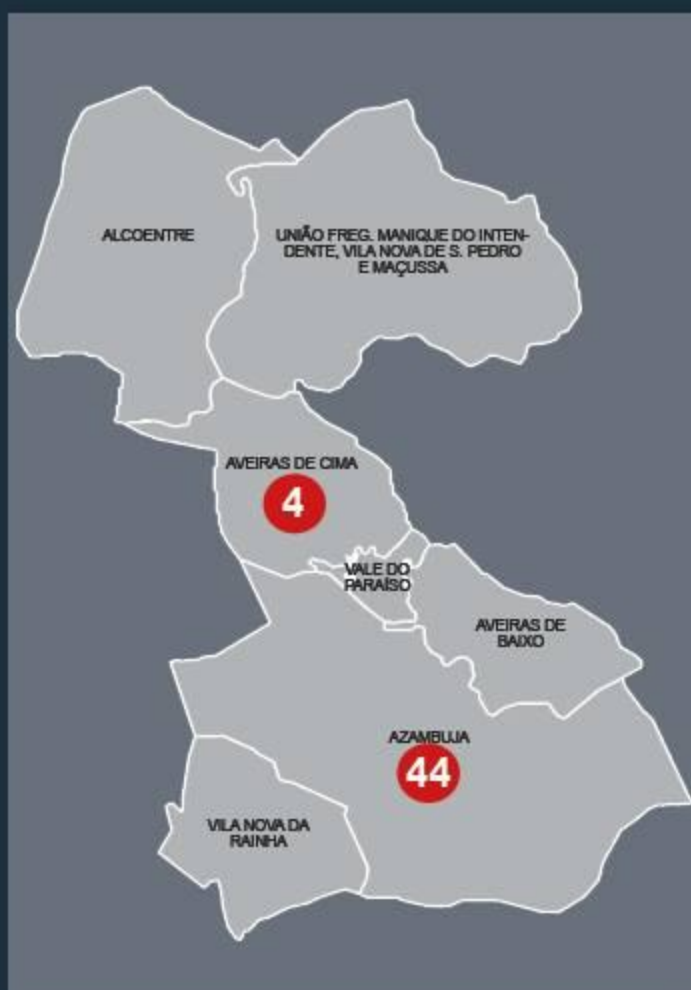 ALCOENTRE
UNIÃO FREG. MANIQUE DO INTEN-
DENTE, VILA NOVA DE S. PEDRO
E MAÇUSSA
AVEIRAS DE CIMA
4
VALE DO
PARAÍSO
AVEIRAS DE
BAIXO
AZAMBUJA
44
VILA NOVA DA
RAINHA